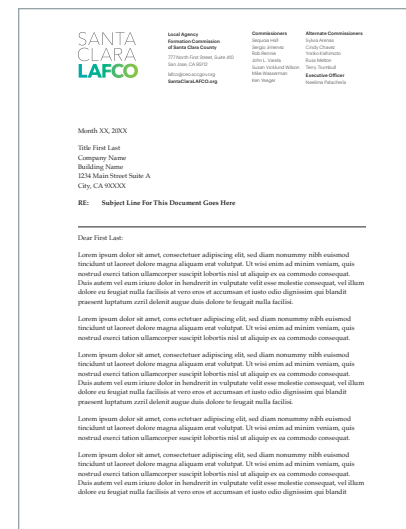 SANTA
CLARA
LAFCO
Local Agency
Formation Commission
of Santa Clara County
777 North First Street, Suite 410
San Jose, CA 95112
lafco@ceo.sccgov.org
SantaClaraLAFCO.org
Commissioners
Sequoia Hall
Sergio Jimenez
Rob Rennie
John L. Varela
Susan Vicklund Wilson
Mike Wasserman
Ken Yeager
Alternate Commissioners
Sylvia Arenas
Cindy Chavez
Yoriko Kishimoto
Russ Melton
Terry Trumbull
Executive Officer
Neelima Palacherla
Month XX, 20XX
Title First Last
Company Name
Building Name
1234 Main Street Suite A
City, CA 9XXXX
RE: Subject Line For This Document Goes Here
Dear First Last:
Lorem ipsum dolor sit amet, consectetuer adipiscing elit, sed diam nonummy nibh euismod
tincidunt ut laoreet dolore magna aliquam erat volutpat. Ut wisi enim ad minim veniam, quis
nostrud exerci tation ullamcorper suscipit lobortis nisl ut aliquip ex ea commodo consequat.
Duis autem vel eum iriure dolor in hendrerit in vulputate velit esse molestie consequat, vel illum
dolore eu feugiat nulla facilisis at vero eros et accumsan et iusto odio dignissim qui blandit
praesent luptatum zzril delenit augue duis dolore te feugait nulla facilisi.
Lorem ipsum dolor sit amet, cons ectetuer adipiscing elit, sed diam nonummy nibh euismod
tincidunt ut laoreet dolore magna aliquam erat volutpat. Ut wisi enim ad minim veniam, quis
nostrud exerci tation ullamcorper suscipit lobortis nisl ut aliquip ex ea commodo consequat.
Lorem ipsum dolor sit amet, consectetuer adipiscing elit, sed diam nonummy nibh euismod
tincidunt ut laoreet dolore magna aliquam erat volutpat. Ut wisi enim ad minim veniam, quis
nostrud exerci tation ullamcorper suscipit lobortis nisl ut aliquip ex ea commodo consequat.
Duis autem vel eum iriure dolor in hendrerit in vulputate velit esse molestie consequat, vel illum
dolore eu feugiat nulla facilisis at vero eros et accumsan et iusto odio dignissim qui blandit
praesent luptatum zzril delenit augue duis dolore te feugait nulla facilisi.
Lorem ipsum dolor sit amet, cons ectetuer adipiscing elit, sed diam nonummy nibh euismod
tincidunt ut laoreet dolore magna aliquam erat volutpat. Ut wisi enim ad minim veniam, quis
nostrud exerci tation ullamcorper suscipit lobortis nisl ut aliquip ex ea commodo consequat.
Lorem ipsum dolor sit amet, consectetuer adipiscing elit, sed diam nonummy nibh euismod
tincidunt ut laoreet dolore magna aliquam erat volutpat. Ut wisi enim ad minim veniam, quis
nostrud exerci tation ullamcorper suscipit lobortis nisl ut aliquip ex ea commodo consequat.
Duis autem vel eum iriure dolor in hendrerit in vulputate velit esse molestie consequat, vel illum
dolore eu feugiat nulla facilisis at vero eros et accumsan et iusto odio dignissim qui blandit